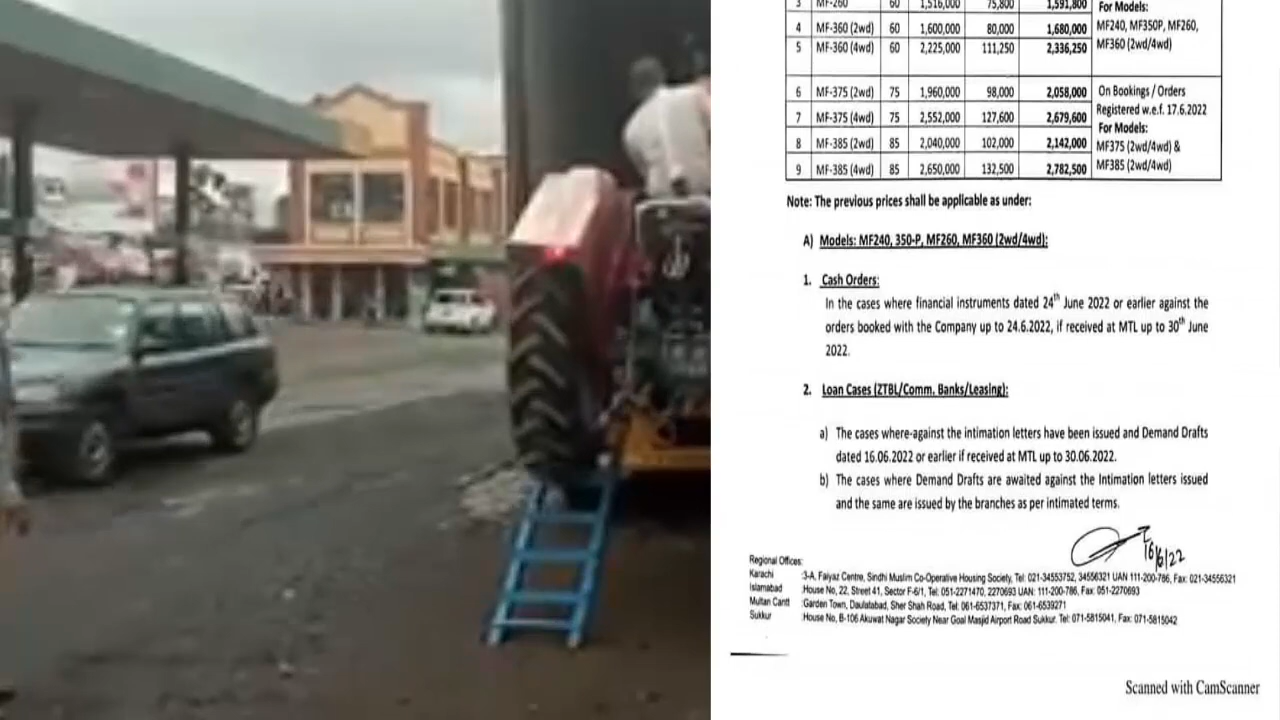 3 MF-260 60 1,516,000 75,800 1,591,800 For Models:
4 MF-360 (2wd) 60 1,600,000 80,000 1,680,000 MF240, MF350P, MF260,
5 MF-360 (4wd) 60 2,225,000 111,250 2,336,250 MF360 (2wd/4wd)
6 MF-375 (2wd) 75 1,960,000 98,000 2,058,000 On Bookings / Orders
Registered w.e.f. 17.6.2022
7 MF-375 (4wd) 75 2,552,000 127,600 2,679,600 For Models:
8 MF-385 (2wd) 85 2,040,000 102,000 2,142,000 MF375 (2wd/4wd) &
9 MF-385 (4wd) 85 2,650,000 132,500 2,782,500 MF385 (2wd/4wd)
Note: The previous prices shall be applicable as under:
A) Models: MF240, 350-P, MF260, MF360 (2wd/4wd):
1. Cash Orders:
In the cases where financial instruments dated 24th June 2022 or earlier against the
orders booked with the Company up to 24.6.2022, if received at MTL up to 30th June
2022.
2. Loan Cases (ZTBL/Comm. Banks/Leasing):
a) The cases where-against the intimation letters have been issued and Demand Drafts
dated 16.06.2022 or earlier if received at MTL up to 30.06.2022.
b) The cases where Demand Drafts are awaited against the Intimation letters issued
and the same are issued by the branches as per intimated terms.
16/6/22
Regional Offices:
Karachi :3-A, Faiyaz Centre, Sindhi Muslim Co-Operative Housing Society, Tel: 021-34553752, 34556321 UAN 111-200-786, Fax: 021-34556321
Islamabad :House No, 22, Street 41, Sector F-6/1, Tel: 051-2271470, 2270693 UAN: 111-200-786, Fax: 051-2270693
Multan Cantt :Garden Town, Daulatabad, Sher Shah Road, Tel: 061-6537371, Fax: 061-6539271
Sukkur :House No, B-106 Akuwat Nagar Society Near Goal Masjid Airport Road Sukkur. Tel: 071-5815041, Fax: 071-5815042
Scanned with CamScanner